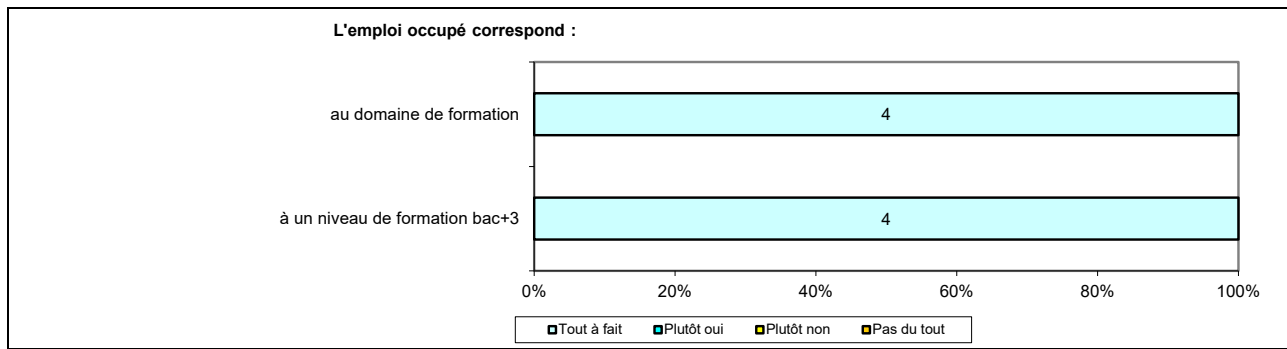 L'emploi occupé correspond :
au domaine de formation
4
à un niveau de formation bac+3
4
0% 20% 40% 60% 80% 100%
Tout à fait Plutôt oui Plutôt non Pas du tout